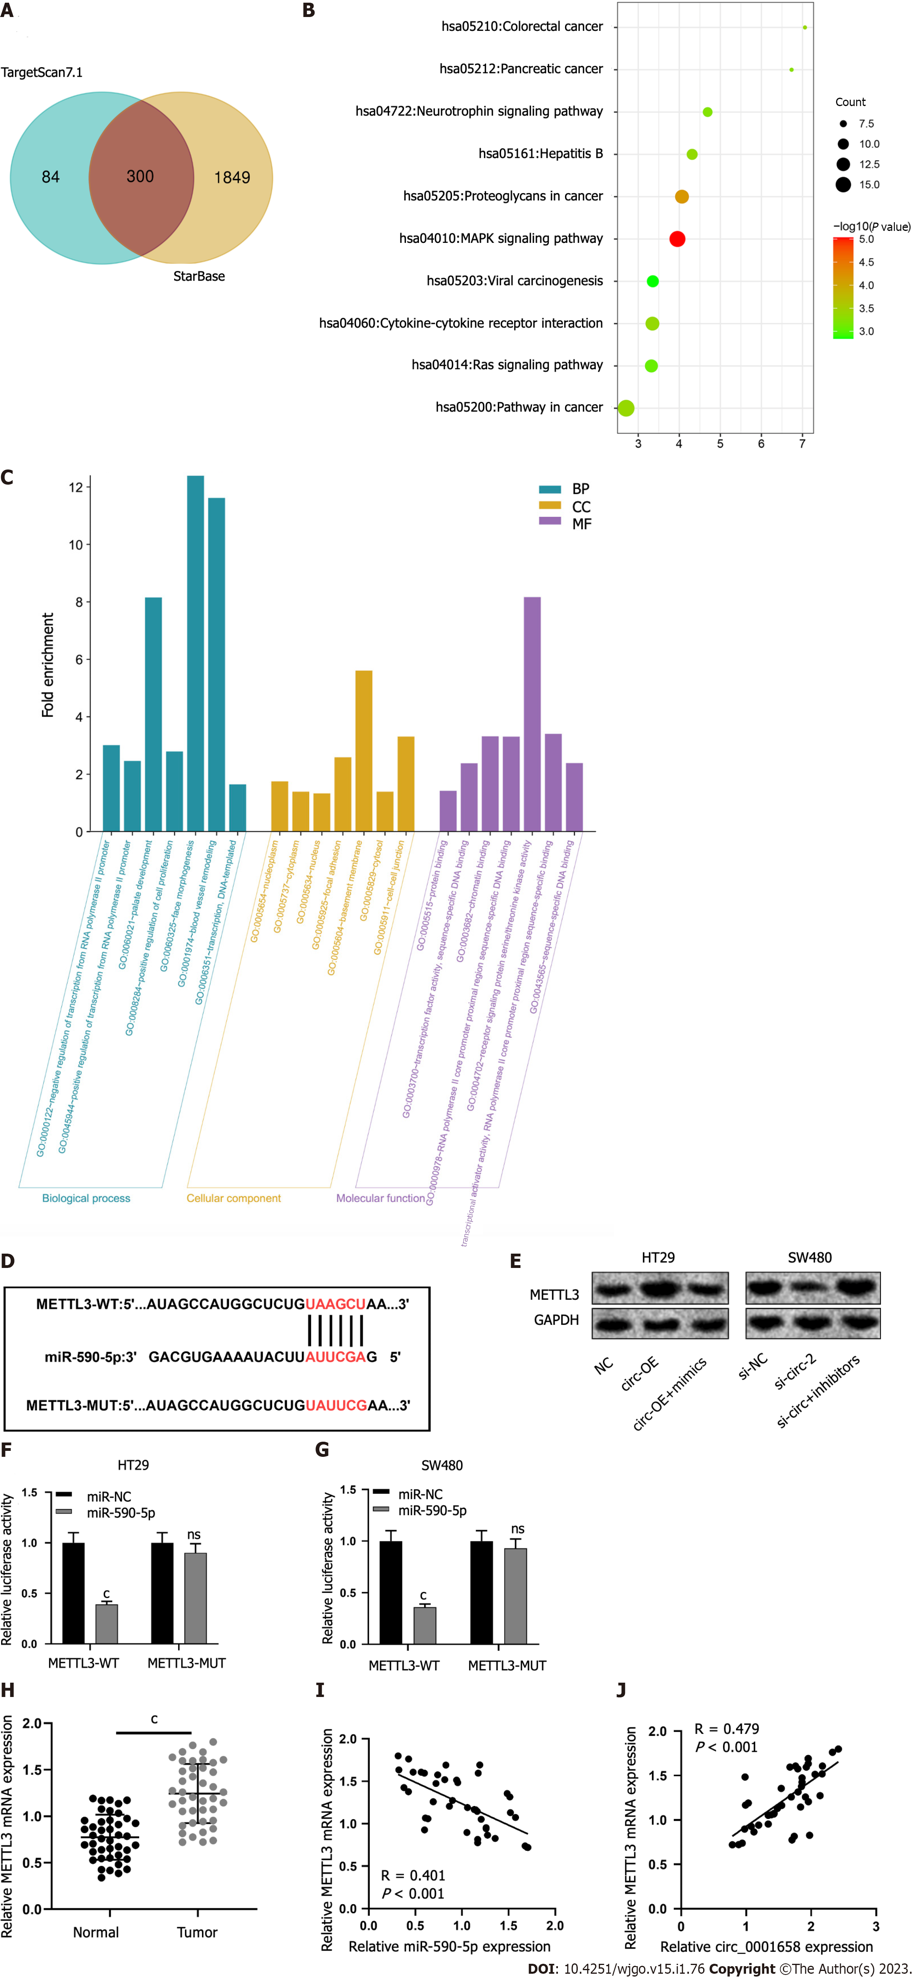 A
TargetScan7.1
84
300
1849
StarBase
B
hsa05210:Colorectal cancer
hsa05212:Pancreatic cancer
hsa04722:Neurotrophin signaling pathway
hsa05161:Hepatitis B
hsa05205:Proteoglycans in cancer
hsa04010:MAPK signaling pathway
hsa05203:Viral carcinogenesis
hsa04060:Cytokine-cytokine receptor interaction
hsa04014:Ras signaling pathway
hsa05200:Pathway in cancer
3 4 5 6 7
Count
7.5
10.0
12.5
15.0
−log10(P value)
5.0
4.5
4.0
3.5
3.0
C
Fold enrichment
12
10
8
6
4
2
0
BP
CC
MF
GO:0000122~negative regulation of transcription from RNA polymerase II promoter
GO:0045944~positive regulation of transcription from RNA polymerase II promoter
GO:0060021~palate development
GO:0008284~positive regulation of cell proliferation
GO:0060325~face morphogenesis
GO:0001974~blood vessel remodeling
GO:0006351~transcription, DNA-templated
GO:0005654~nucleoplasm
GO:0005737~cytoplasm
GO:0005634~nucleus
GO:0005925~focal adhesion
GO:0005604~basement membrane
GO:0005829~cytosol
GO:0005911~cell-cell junction
GO:0005515~protein binding
GO:0003700~transcription factor activity, sequence-specific DNA binding
GO:0003682~chromatin binding
GO:0000978~RNA polymerase II core promoter proximal region sequence-specific DNA binding
GO:0004702~receptor signaling protein serine/threonine kinase activity
transcriptional activator activity, RNA polymerase II core promoter proximal region sequence-specific binding
GO:0043565~sequence-specific DNA binding
Biological process
Cellular component
Molecular function
D
METTL3-WT:5'...AUAGCCAUGGCUCUGUAAGCUAA...3'
miR-590-5p:3' GACGUGAAAAUACUUAUUCGAG 5'
METTL3-MUT:5'...AUAGCCAUGGCUCUGUAUUCGAA...3'
E
HT29
SW480
METTL3
GAPDH
NC
circ-OE
circ-OE+mimics
si-NC
si-circ-2
si-circ+inhibitors
F
HT29
Relative luciferase activity
1.5
1.0
0.5
0.0
miR-NC
miR-590-5p
c
ns
METTL3-WT
METTL3-MUT
G
SW480
Relative luciferase activity
1.5
1.0
0.5
0.0
miR-NC
miR-590-5p
c
ns
METTL3-WT
METTL3-MUT
H
Relative METTL3 mRNA expression
2.0
1.5
1.0
0.5
0.0
c
Normal
Tumor
I
Relative METTL3 mRNA expression
2.0
1.5
1.0
0.5
0.0
R = 0.401
P < 0.001
0.0 0.5 1.0 1.5 2.0
Relative miR-590-5p expression
J
Relative METTL3 mRNA expression
2.0
1.5
1.0
0.5
0.0
R = 0.479
P < 0.001
0 1 2 3
Relative circ_0001658 expression
DOI: 10.4251/wjgo.v15.i1.76 Copyright ©The Author(s) 2023.